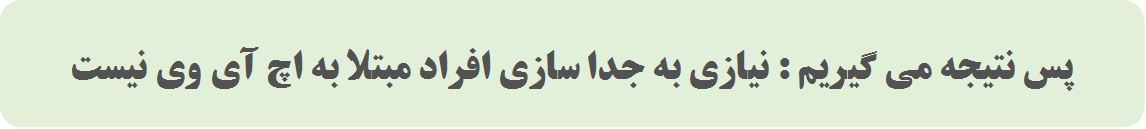 پس نتیجه می گیریم : نیازی به جدا سازی افراد مبتلا به اچ آی وی نیست